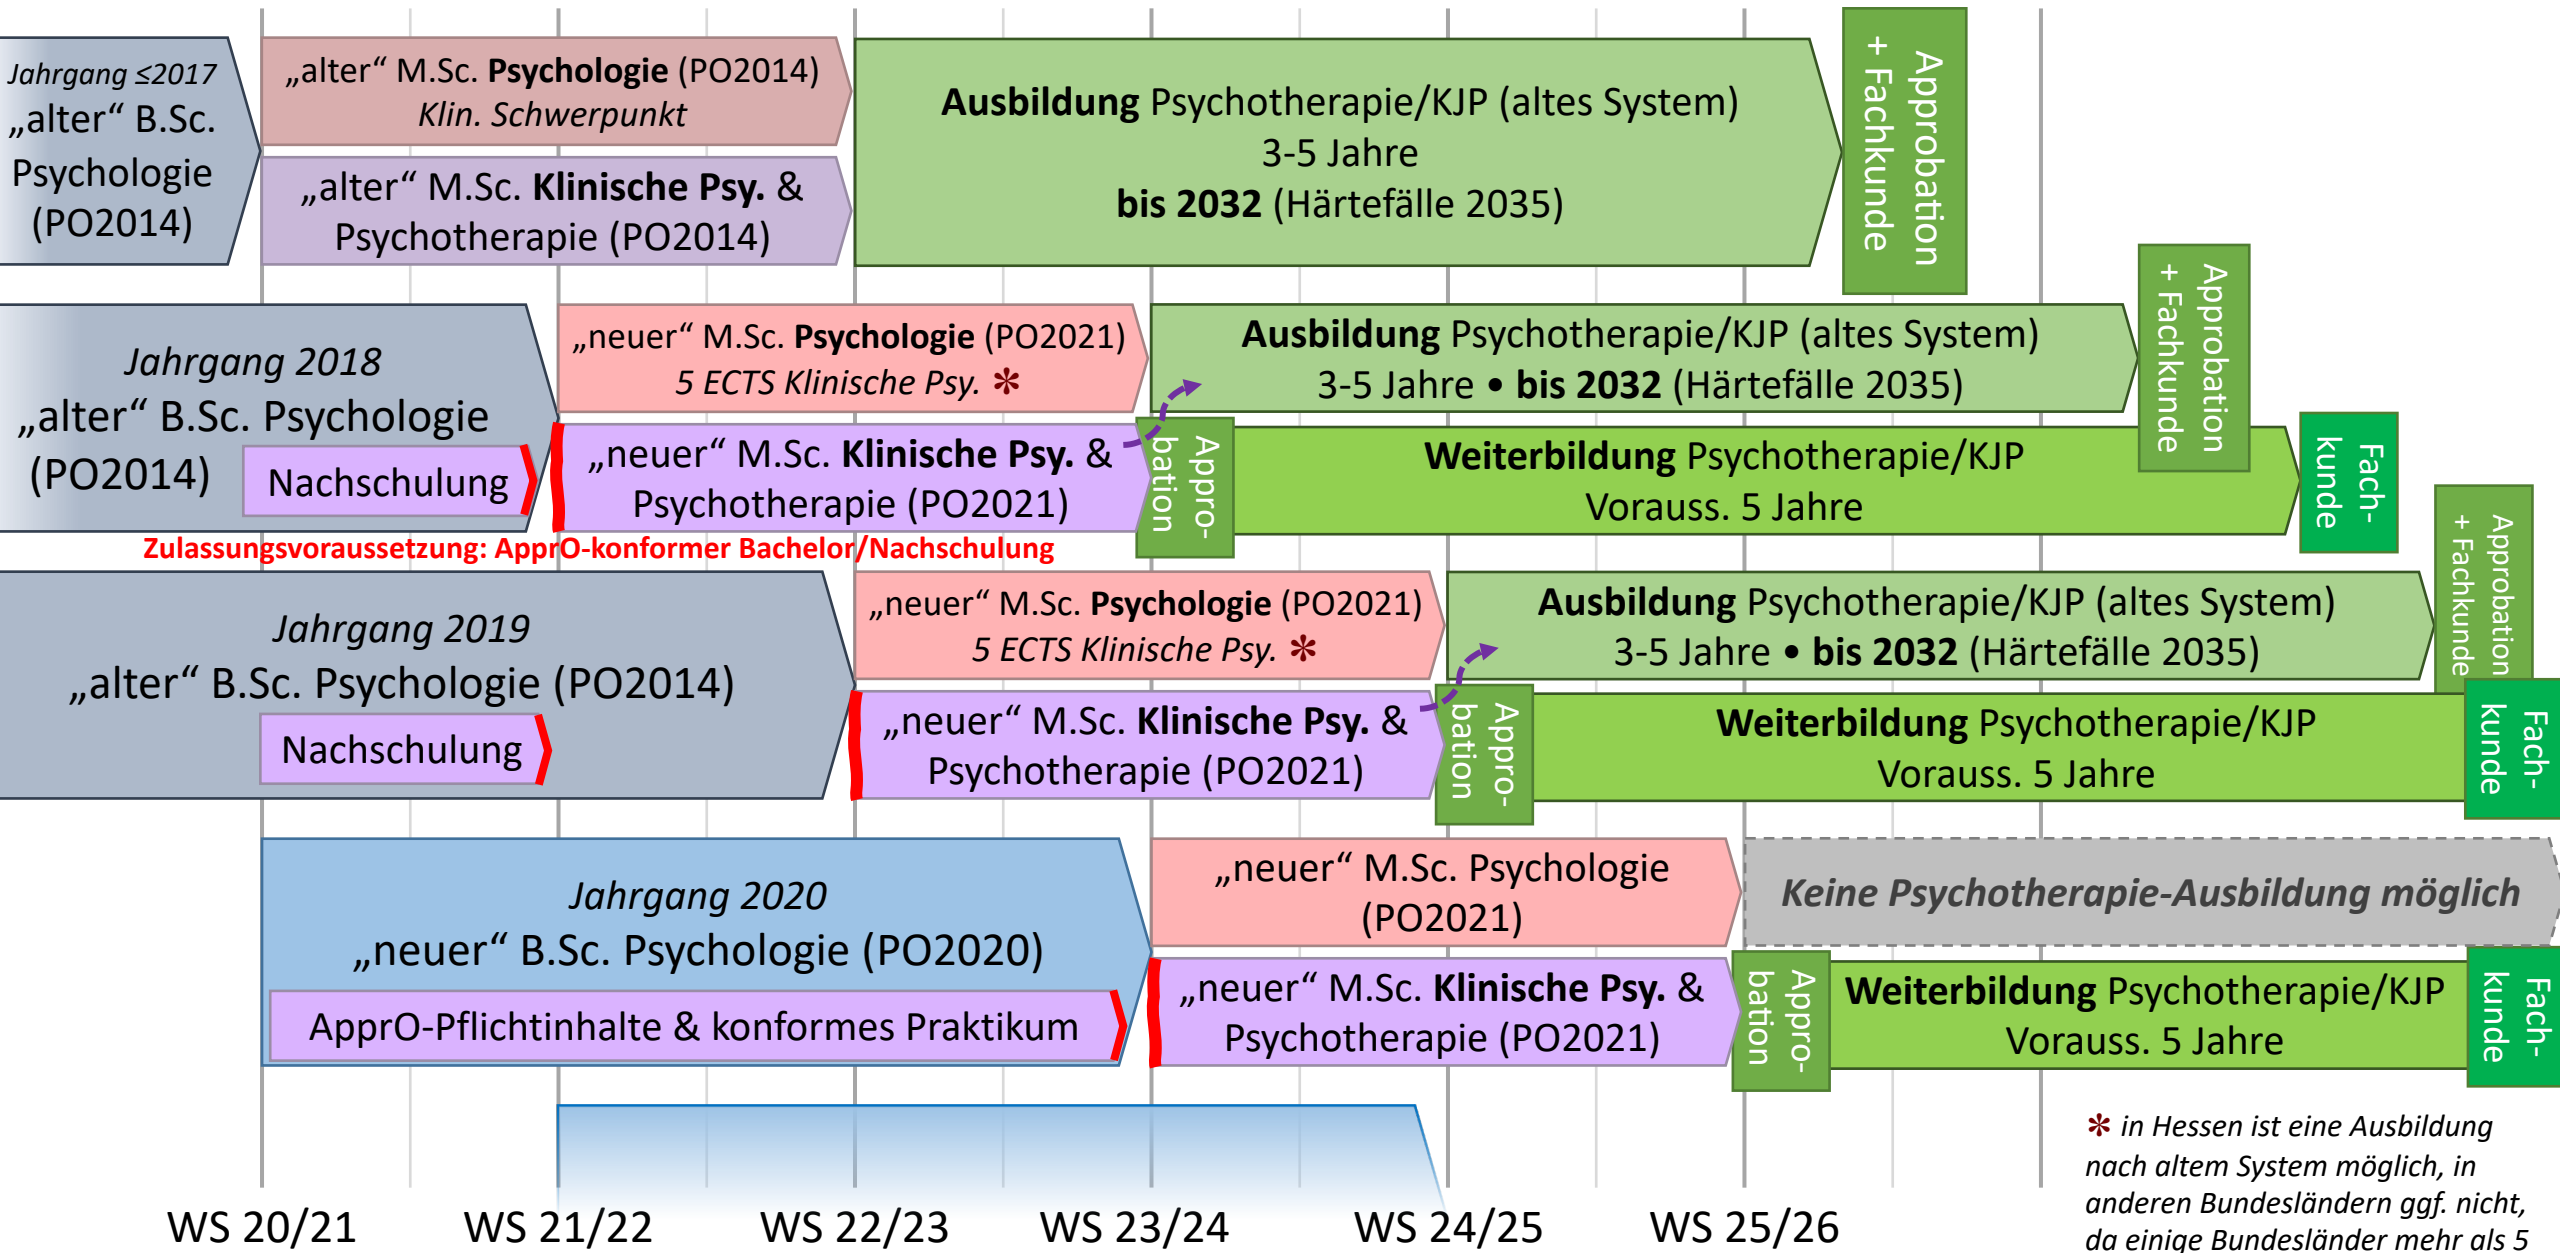 Jahrgang ≤2017
„alter“ B.Sc.
Psychologie
(PO2014)
„alter“ M.Sc. Psychologie (PO2014)
Klin. Schwerpunkt
„alter“ M.Sc. Klinische Psy. &
Psychotherapie (PO2014)
Ausbildung Psychotherapie/KJP (altes System)
3-5 Jahre
bis 2032 (Härtefälle 2035)
Approbation
+ Fachkunde
Jahrgang 2018
„alter“ B.Sc. Psychologie
(PO2014)
Nachschulung
„neuer“ M.Sc. Psychologie (PO2021)
5 ECTS Klinische Psy. ✻
„neuer“ M.Sc. Klinische Psy. &
Psychotherapie (PO2021)
Ausbildung Psychotherapie/KJP (altes System)
3-5 Jahre • bis 2032 (Härtefälle 2035)
Approbation
+ Fachkunde
Appro-
bation
Weiterbildung Psychotherapie/KJP
Vorauss. 5 Jahre
Fach-
kunde
Zulassungsvoraussetzung: ApprO-konformer Bachelor/Nachschulung
Jahrgang 2019
„alter“ B.Sc. Psychologie (PO2014)
Nachschulung
„neuer“ M.Sc. Psychologie (PO2021)
5 ECTS Klinische Psy. ✻
„neuer“ M.Sc. Klinische Psy. &
Psychotherapie (PO2021)
Ausbildung Psychotherapie/KJP (altes System)
3-5 Jahre • bis 2032 (Härtefälle 2035)
Approbation
+ Fachkunde
Appro-
bation
Weiterbildung Psychotherapie/KJP
Vorauss. 5 Jahre
Fach-
kunde
Jahrgang 2020
„neuer“ B.Sc. Psychologie (PO2020)
ApprO-Pflichtinhalte & konformes Praktikum
„neuer“ M.Sc. Psychologie
(PO2021)
„neuer“ M.Sc. Klinische Psy. &
Psychotherapie (PO2021)
Keine Psychotherapie-Ausbildung möglich
Appro-
bation
Weiterbildung Psychotherapie/KJP
Vorauss. 5 Jahre
Fach-
kunde
✻ in Hessen ist eine Ausbildung
nach altem System möglich, in
anderen Bundesländern ggf. nicht,
da einige Bundesländer mehr als 5
WS 20/21
WS 21/22
WS 22/23
WS 23/24
WS 24/25
WS 25/26